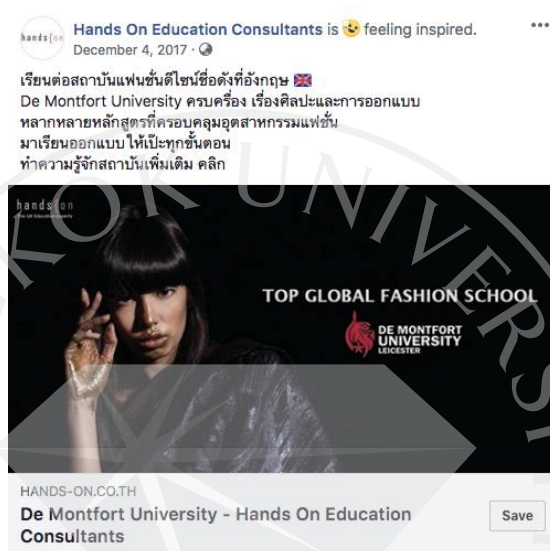 hands[on
Hands On Education Consultants is 😉 feeling inspired.
December 4, 2017 ·
เรียนต่อสถาบันแฟนชั่นดีไซน์ชื่อดังที่อังกฤษ 🇬🇧
De Montfort University ครบเครื่อง เรื่องศิลปะและการออกแบบ
หลากหลายหลักสูตรที่ครอบคลุมอุตสาหกรรมแฟชั่น
มาเรียนออกแบบ ให้เป๊ะทุกขั้นตอน
ทำความรู้จักสถาบันเพิ่มเติม คลิก
hands[on
The UK Education Experts
KOK UNIVERS
TOP GLOBAL FASHION SCHOOL
DE MONTFORT
UNIVERSITY
LEICESTER
HANDS-ON.CO.TH
De Montfort University - Hands On Education
Consultants
Save